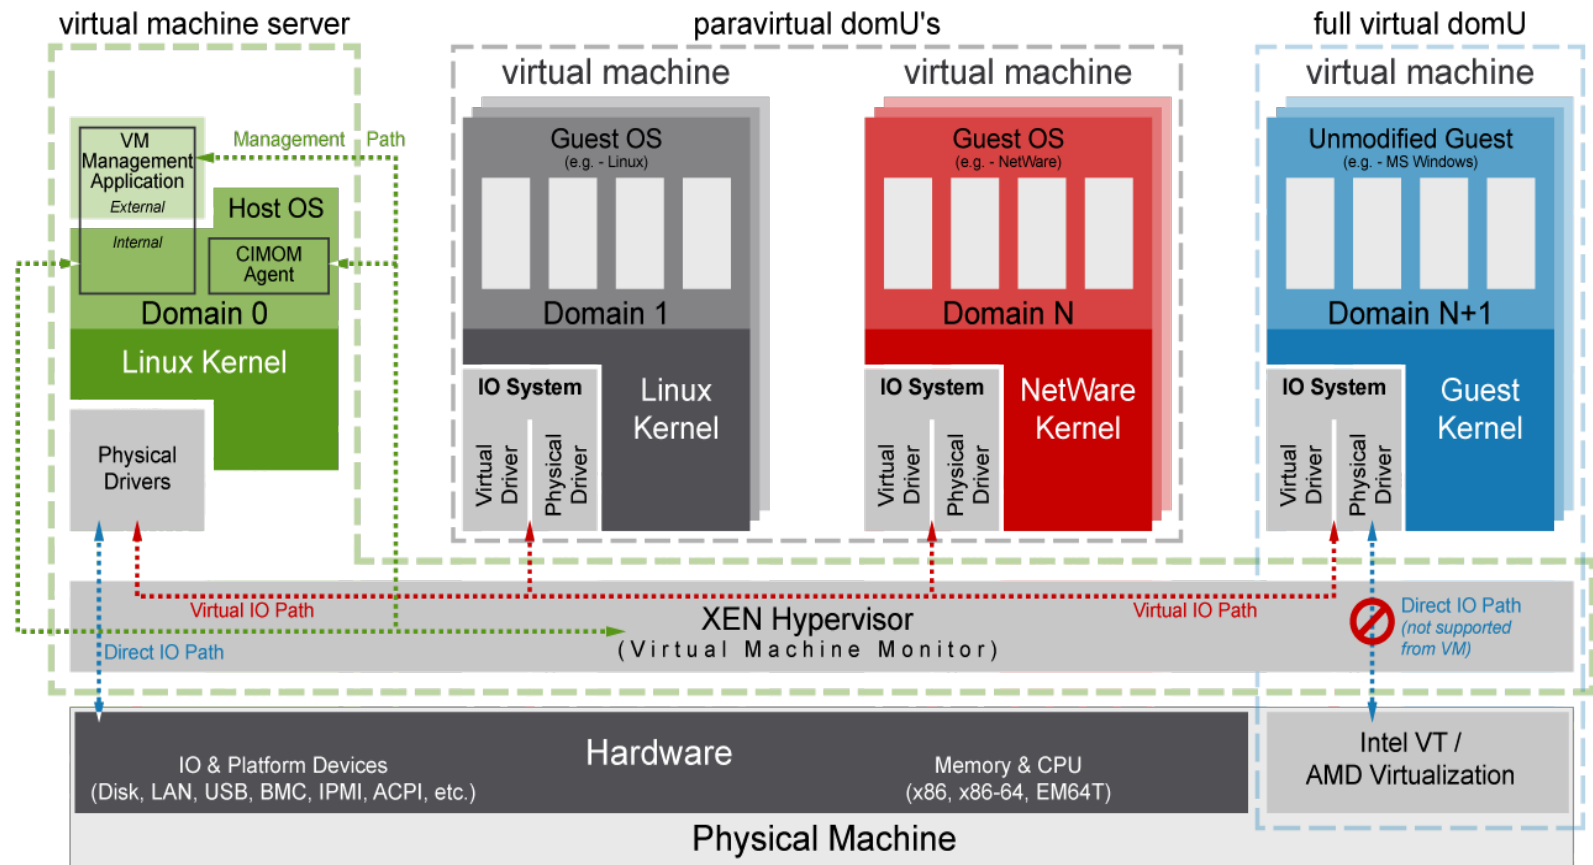 virtual machine server
paravirtual domU's
full virtual domU
virtual machine
virtual machine
virtual machine
VM
Management
Application
External
Internal
Management Path
Host OS
CIMOM
Agent
Domain 0
Linux Kernel
Physical
Drivers
Guest OS
(e.g. - Linux)
Domain 1
IO System
Virtual
Driver
Physical
Driver
Linux
Kernel
Guest OS
(e.g. - NetWare)
Domain N
IO System
Virtual
Driver
Physical
Driver
NetWare
Kernel
Unmodified Guest
(e.g. - MS Windows)
Domain N+1
IO System
Virtual
Driver
Physical
Driver
Guest
Kernel
Virtual IO Path
Direct IO Path
XEN Hypervisor
(Virtual Machine Monitor)
Virtual IO Path
Direct IO Path
(not supported
from VM)
Hardware
IO & Platform Devices
(Disk, LAN, USB, BMC, IPMI, ACPI, etc.)
Memory & CPU
(x86, x86-64, EM64T)
Intel VT /
AMD Virtualization
Physical Machine